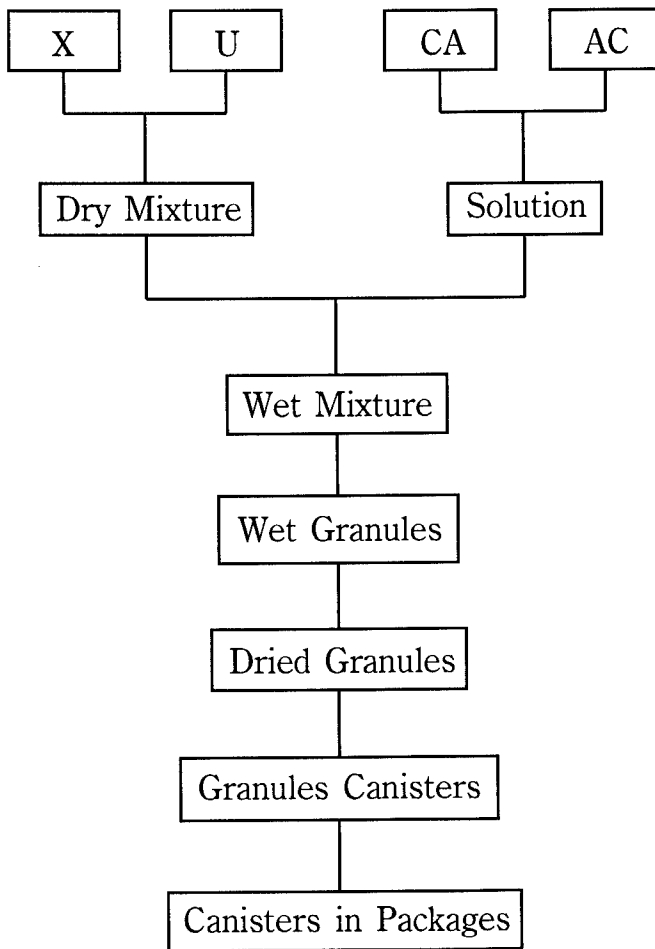 X
U
CA
AC
Dry Mixture
Solution
Wet Mixture
Wet Granules
Dried Granules
Granules Canisters
Canisters in Packages